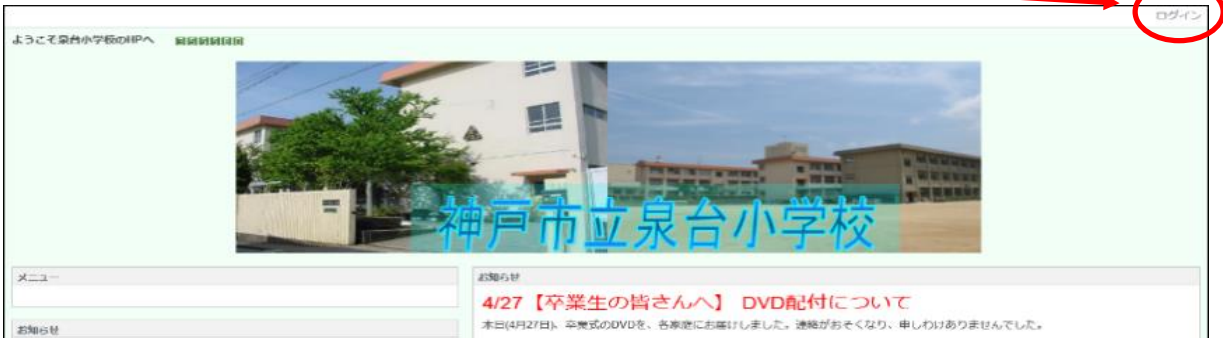 ログイン
ようこそ泉台小学校のHPへ
神戸市立泉台小学校
メニュー
お知らせ
4/27【卒業生の皆さんへ】 DVD配付について
本日(4月27日)、卒業式のDVDを、各家庭にお届けしました。連絡がおそくなり、申しわけありませんでした。
お知らせ